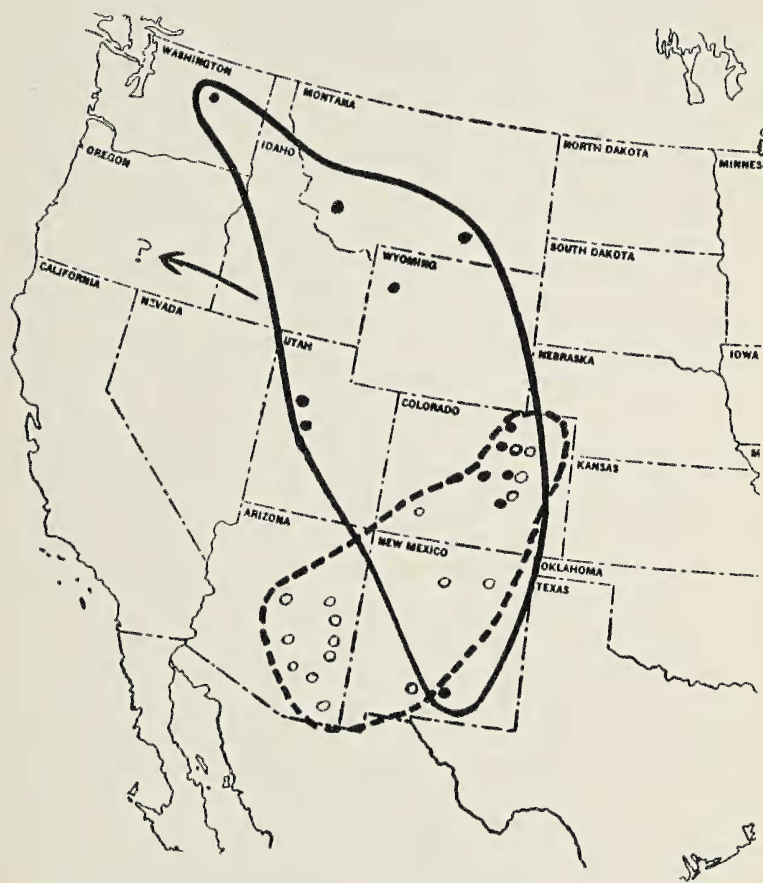 WASHINGTON
MONTANA
NORTH DAKOTA
MINNES
OREGON
IDAHO
?
SOUTH DAKOTA
WYOMING
CALIFORNIA
NEVADA
UTAH
NEBRASKA
IOWA
COLORADO
M
KANSAS
ARIZONA
NEW MEXICO
OKLAHOMA
TEXAS